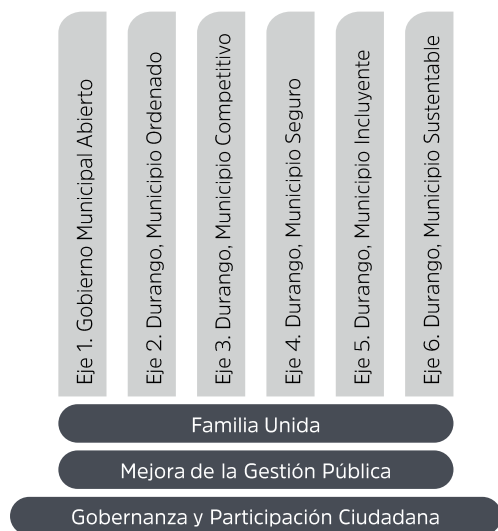 Eje 1. Gobierno Municipal Abierto
Eje 2. Durango, Municipio Ordenado
Eje 3. Durango, Municipio Competitivo
Eje 4. Durango, Municipio Seguro
Eje 5. Durango, Municipio Incluyente
Eje 6. Durango, Municipio Sustentable
Familia Unida
Mejora de la Gestión Pública
Gobernanza y Participación Ciudadana